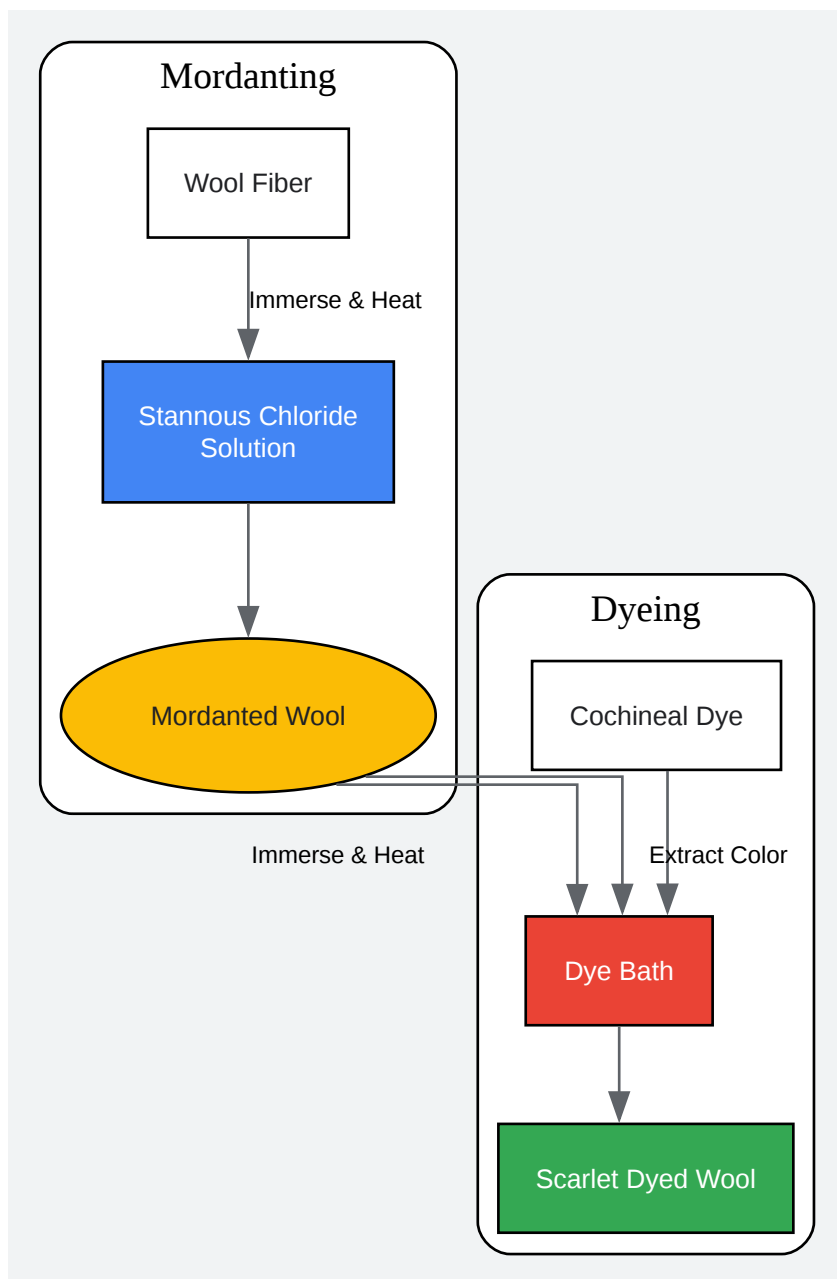 Mordanting
Wool Fiber
Immerse & Heat
Stannous Chloride
Solution
Mordanted Wool
Immerse & Heat
Dyeing
Cochineal Dye
Extract Color
Dye Bath
Scarlet Dyed Wool